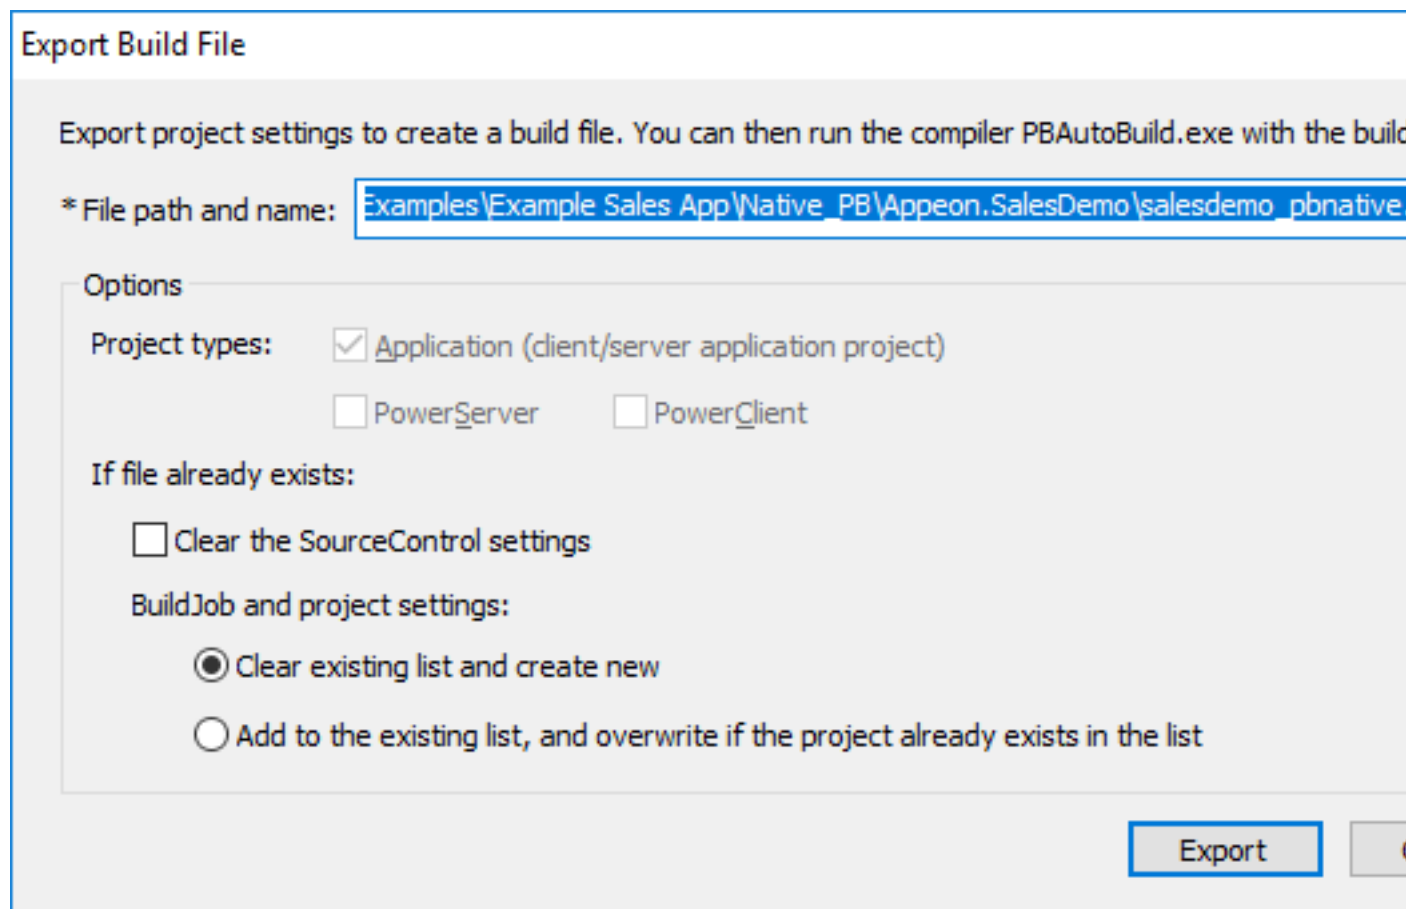 Export Build File
Export project settings to create a build file. You can then run the compiler PBAutoBuild.exe with the build
* File path and name: Examples\Example Sales App\Native_PB\Appeon.SalesDemo\salesdemo_pbnative.
Options
Project types: Application (client/server application project)
PowerServer PowerClient
If file already exists:
Clear the SourceControl settings
BuildJob and project settings:
Clear existing list and create new
Add to the existing list, and overwrite if the project already exists in the list
Export